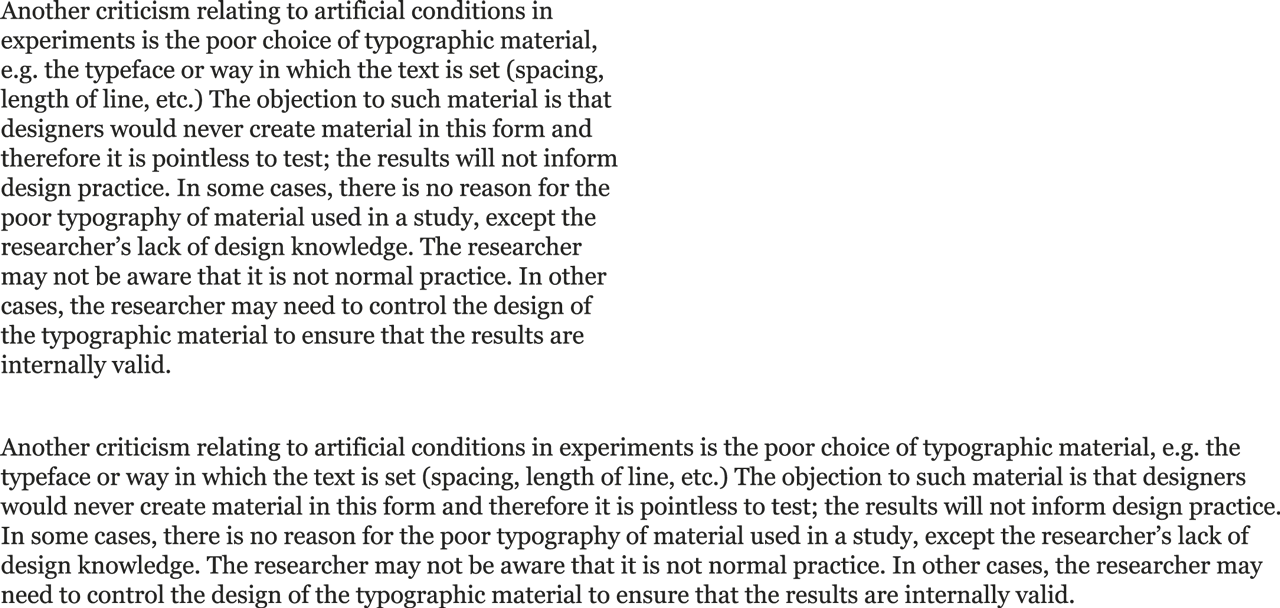 Another criticism relating to artificial conditions in
experiments is the poor choice of typographic material,
e.g. the typeface or way in which the text is set (spacing,
length of line, etc.) The objection to such material is that
designers would never create material in this form and
therefore it is pointless to test; the results will not inform
design practice. In some cases, there is no reason for the
poor typography of material used in a study, except the
researcher’s lack of design knowledge. The researcher
may not be aware that it is not normal practice. In other
cases, the researcher may need to control the design of
the typographic material to ensure that the results are
internally valid.
Another criticism relating to artificial conditions in experiments is the poor choice of typographic material, e.g. the
typeface or way in which the text is set (spacing, length of line, etc.) The objection to such material is that designers
would never create material in this form and therefore it is pointless to test; the results will not inform design practice.
In some cases, there is no reason for the poor typography of material used in a study, except the researcher’s lack of
design knowledge. The researcher may not be aware that it is not normal practice. In other cases, the researcher may
need to control the design of the typographic material to ensure that the results are internally valid.